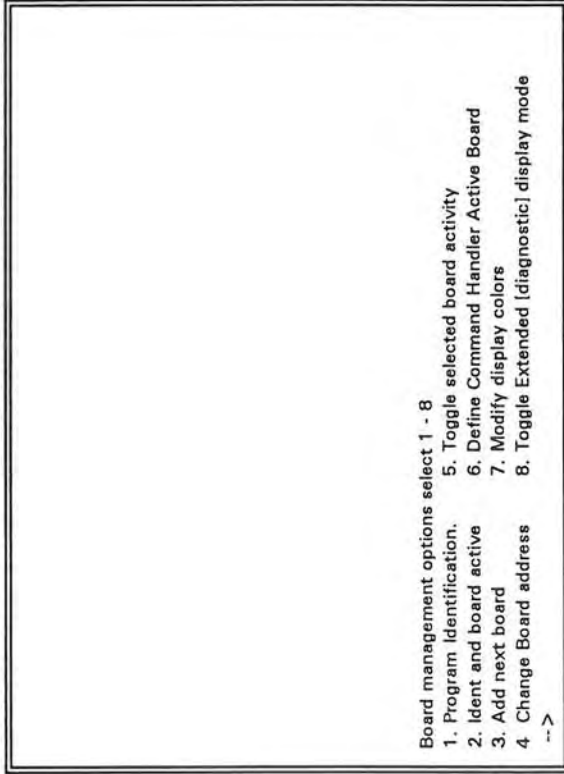 Board management options select 1 - 8
1. Program Identification. 5. Toggle selected board activity
2. Ident and board active 6. Define Command Handler Active Board
3. Add next board 7. Modify display colors
4 Change Board address 8. Toggle Extended [diagnostic] display mode
-->